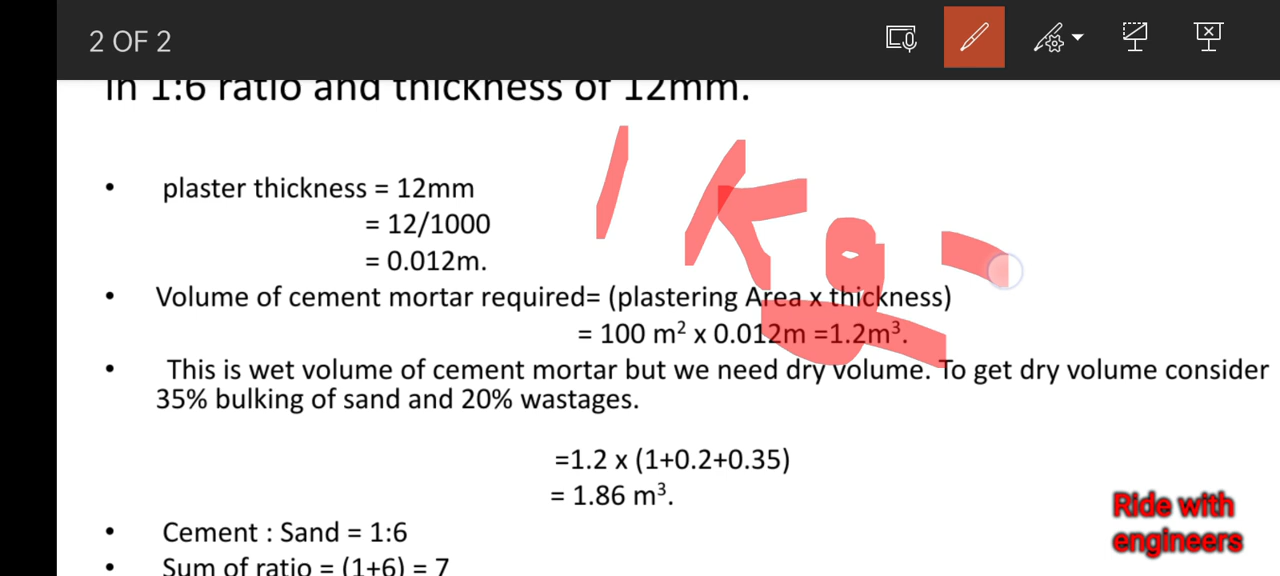 2 OF 2
in 1:6 ratio and thickness of 12mm.
1 Kg
• plaster thickness = 12mm
= 12/1000
= 0.012m.
• Volume of cement mortar required= (plastering Area x thickness)
= 100 m² x 0.012m =1.2m³.
• This is wet volume of cement mortar but we need dry volume. To get dry volume consider
35% bulking of sand and 20% wastages.
=1.2 x (1+0.2+0.35)
= 1.86 m³.
• Cement : Sand = 1:6
• Sum of ratio = (1+6) = 7
Ride with
engineers